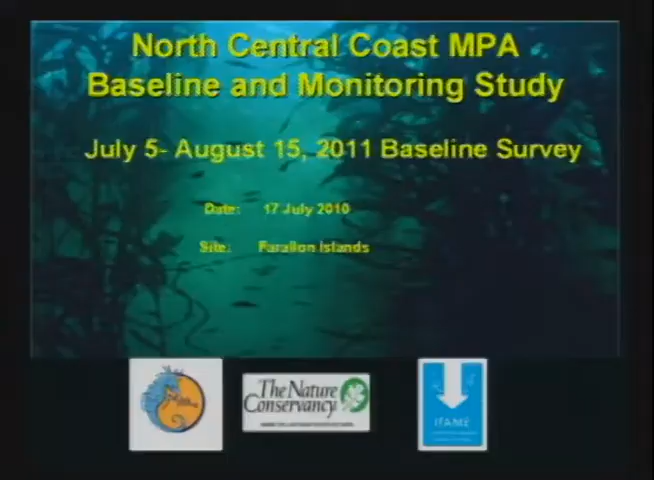 North Central Coast MPA
Baseline and Monitoring Study
July 5- August 15, 2011 Baseline Survey
Date: 17 July 2010
Site: Farallon Islands
The Nature
Conservancy
IfAME